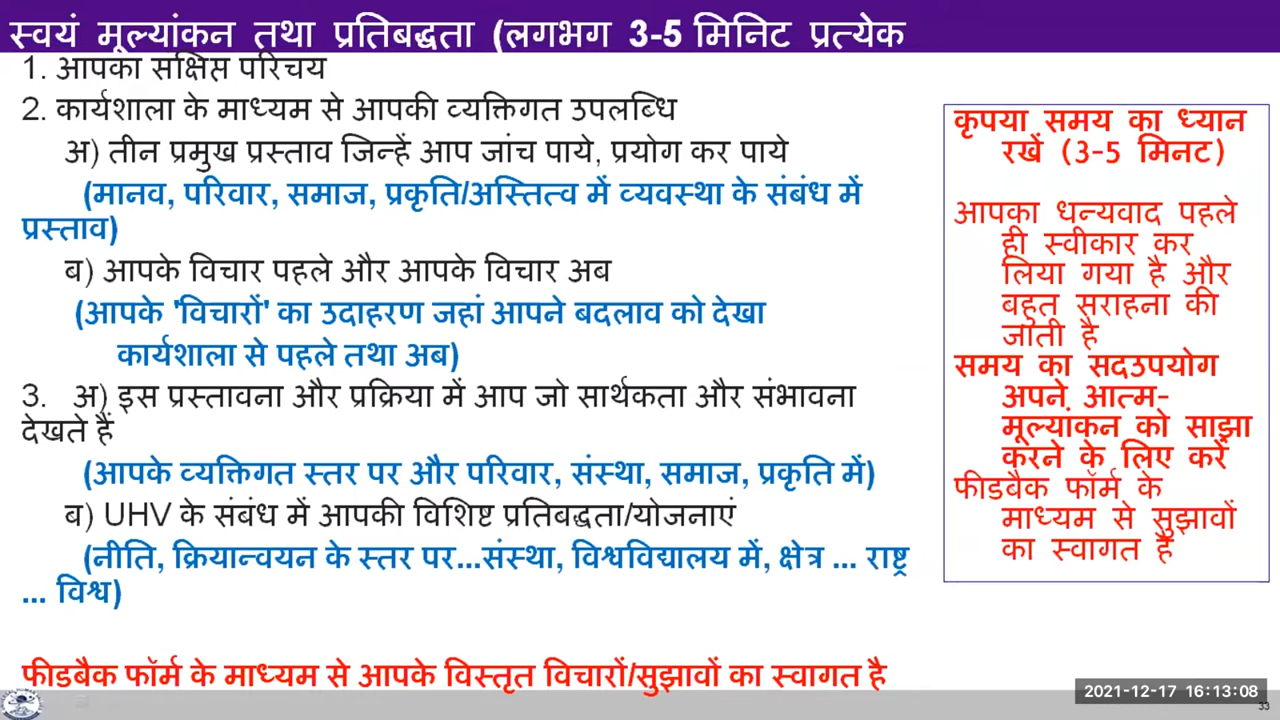 स्वयं मूल्यांकन तथा प्रतिबद्धता (लगभग 3-5 मिनिट प्रत्येक
1. आपका सक्षिप्त परिचय
2. कार्यशाला के माध्यम से आपकी व्यक्तिगत उपलब्धि
अ) तीन प्रमुख प्रस्ताव जिन्हें आप जांच पाये, प्रयोग कर पाये
(मानव, परिवार, समाज, प्रकृति/अस्तित्व में व्यवस्था के संबंध में
प्रस्ताव)
ब) आपके विचार पहले और आपके विचार अब
(आपके 'विचारों' का उदाहरण जहां आपने बदलाव को देखा
कार्यशाला से पहले तथा अब)
3. अ) इस प्रस्तावना और प्रक्रिया में आप जो सार्थकता और संभावना
देखते हैं
(आपके व्यक्तिगत स्तर पर और परिवार, संस्था, समाज, प्रकृति में)
ब) UHV के संबंध में आपकी विशिष्ट प्रतिबद्धता/योजनाएं
(नीति, क्रियान्वयन के स्तर पर...संस्था, विश्वविद्यालय में, क्षेत्र ... राष्ट्र
... विश्व)
फीडबैक फॉर्म के माध्यम से आपके विस्तृत विचारों/सुझावों का स्वागत है
कृपया समय का ध्यान
रखें (3-5 मिनट)
आपका धन्यवाद पहले
ही स्वीकार कर
लिया गया है और
बहुत सराहना की
जाती है
समय का सदउपयोग
अपने आत्म-
मूल्यांकन को साझा
करने के लिए करें
फीडबैक फॉर्म के
माध्यम से सुझावों
का स्वागत है
2021-12-17 16:13:08
33